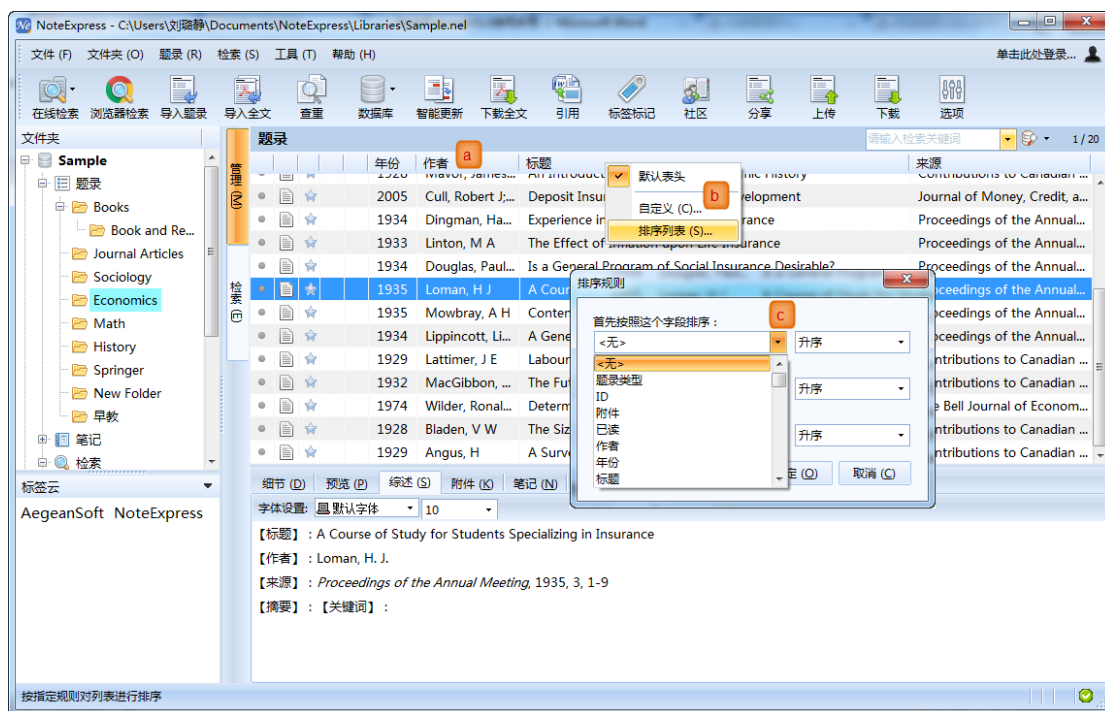 NoteExpress - C:\Users\刘璐静\Documents\NoteExpress\Libraries\Sample.nel
文件 (F) 文件夹 (O) 题录 (R) 检索 (S) 工具 (T) 帮助 (H) 单击此处登录...
在线检索 浏览器检索 导入题录 导入全文 查重 数据库 智能更新 下载全文 引用 标签标记 社区 分享 上传 下载 选项
文件夹
Sample
题录
Books
Book and Re...
Journal Articles
Sociology
Economics
Math
History
Springer
New Folder
早教
笔记
检索
标签云
AegeanSoft NoteExpress
管理 (M)
检索 (E)
题录 请输入检索关键词 1 / 20
年份 作者 a 标题 来源
1928 Mavor, James... An Introduc ic History Contributions to Canadian ...
2005 Cull, Robert J;... Deposit Insu velopment Journal of Money, Credit, a...
1934 Dingman, Ha... Experience in rance Proceedings of the Annual...
1933 Linton, M A The Effect of Inflation upon Life Insurance Proceedings of the Annual...
1934 Douglas, Paul... Is a General Program of Social Insurance Desirable? Proceedings of the Annual...
1935 Loman, H J A Cour oceedings of the Annual...
1935 Mowbray, A H Conten oceedings of the Annual...
1934 Lippincott, Li... A Gene oceedings of the Annual...
1929 Lattimer, J E Labour ntributions to Canadian ...
1932 MacGibbon, ... The Fut ntributions to Canadian ...
1974 Wilder, Ronal... Determ e Bell Journal of Econom...
1928 Bladen, V W The Siz ntributions to Canadian ...
1929 Angus, H A Surve ntributions to Canadian ...
默认表头
b
自定义 (C)...
排序列表 (S)...
排序规则
首先按照这个字段排序：
c
<无> 升序
<无>
题录类型
ID
附件
已读
作者
年份
标题
升序
升序
定 (O) 取消 (C)
细节 (D) 预览 (P) 综述 (S) 附件 (K) 笔记 (N)
字体设置: 默认字体 10
【标题】：A Course of Study for Students Specializing in Insurance
【作者】：Loman, H. J.
【来源】：Proceedings of the Annual Meeting, 1935, 3, 1-9
【摘要】：【关键词】：
按指定规则对列表进行排序